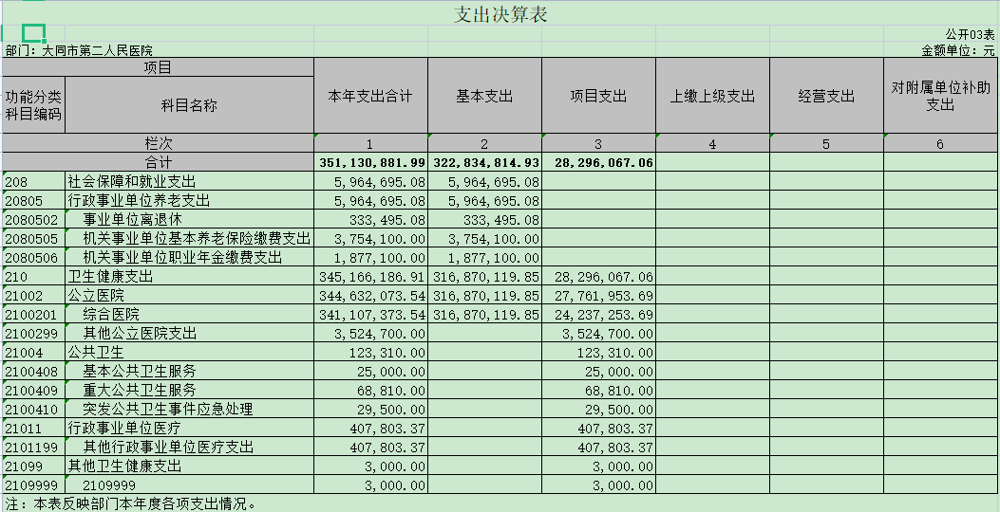 支出决算表
公开03表
部门：大同市第二人民医院 金额单位：元
项目 本年支出合计 基本支出 项目支出 上缴上级支出 经营支出 对附属单位补助支出
功能分类科目编码 科目名称
栏次 1 2 3 4 5 6
合计 351,130,881.99 322,834,814.93 28,296,067.06
208 社会保障和就业支出 5,964,695.08 5,964,695.08
20805 行政事业单位养老支出 5,964,695.08 5,964,695.08
2080502 事业单位离退休 333,495.08 333,495.08
2080505 机关事业单位基本养老保险缴费支出 3,754,100.00 3,754,100.00
2080506 机关事业单位职业年金缴费支出 1,877,100.00 1,877,100.00
210 卫生健康支出 345,166,186.91 316,870,119.85 28,296,067.06
21002 公立医院 344,632,073.54 316,870,119.85 27,761,953.69
2100201 综合医院 341,107,373.54 316,870,119.85 24,237,253.69
2100299 其他公立医院支出 3,524,700.00 3,524,700.00
21004 公共卫生 123,310.00 123,310.00
2100408 基本公共卫生服务 25,000.00 25,000.00
2100409 重大公共卫生服务 68,810.00 68,810.00
2100410 突发公共卫生事件应急处理 29,500.00 29,500.00
21011 行政事业单位医疗 407,803.37 407,803.37
2101199 其他行政事业单位医疗支出 407,803.37 407,803.37
21099 其他卫生健康支出 3,000.00 3,000.00
2109999 2109999 3,000.00 3,000.00
注：本表反映部门本年度各项支出情况。